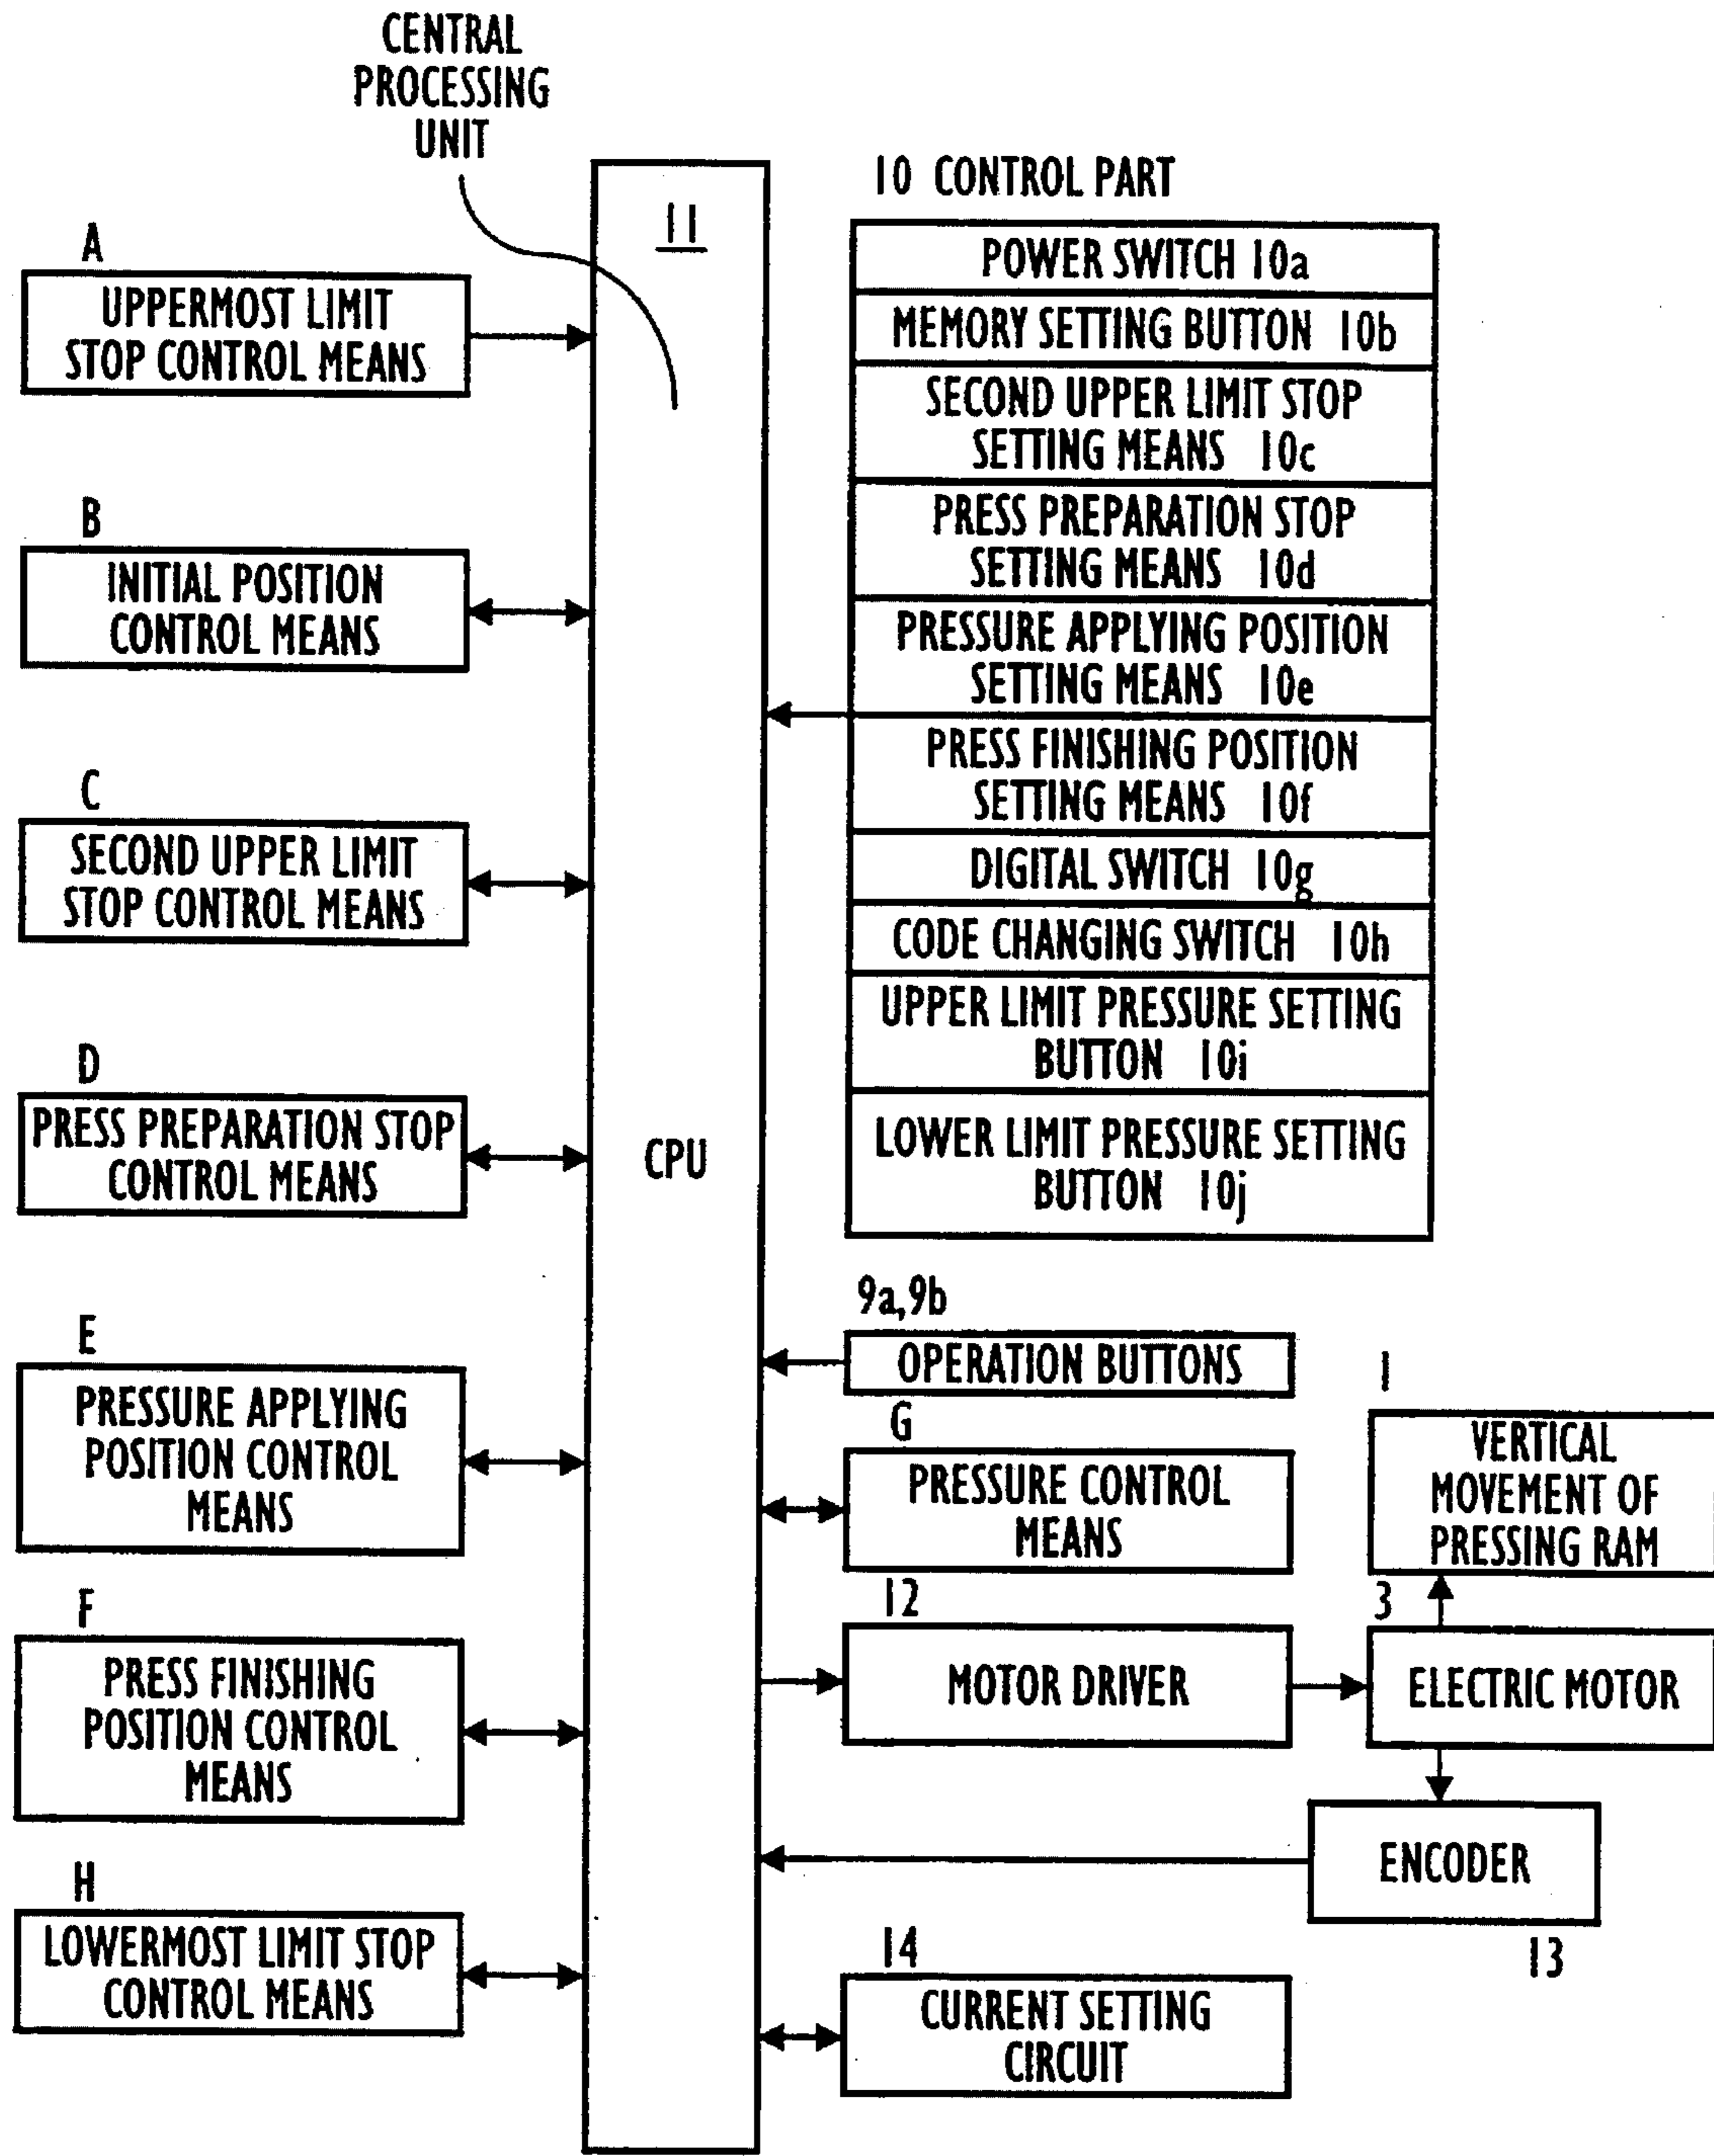 CENTRAL
PROCESSING
UNIT
11
CPU
A
UPPERMOST LIMIT
STOP CONTROL MEANS
B
INITIAL POSITION
CONTROL MEANS
C
SECOND UPPER LIMIT
STOP CONTROL MEANS
D
PRESS PREPARATION STOP
CONTROL MEANS
E
PRESSURE APPLYING
POSITION CONTROL
MEANS
F
PRESS FINISHING
POSITION CONTROL
MEANS
H
LOWERMOST LIMIT STOP
CONTROL MEANS
10 CONTROL PART
POWER SWITCH 10a
MEMORY SETTING BUTTON 10b
SECOND UPPER LIMIT STOP
SETTING MEANS 10c
PRESS PREPARATION STOP
SETTING MEANS 10d
PRESSURE APPLYING POSITION
SETTING MEANS 10e
PRESS FINISHING POSITION
SETTING MEANS 10f
DIGITAL SWITCH 10g
CODE CHANGING SWITCH 10h
UPPER LIMIT PRESSURE SETTING
BUTTON 10i
LOWER LIMIT PRESSURE SETTING
BUTTON 10j
9a,9b
OPERATION BUTTONS
G
PRESSURE CONTROL
MEANS
12
MOTOR DRIVER
1
VERTICAL
MOVEMENT OF
PRESSING RAM
3
ELECTRIC MOTOR
ENCODER
13
14
CURRENT SETTING
CIRCUIT